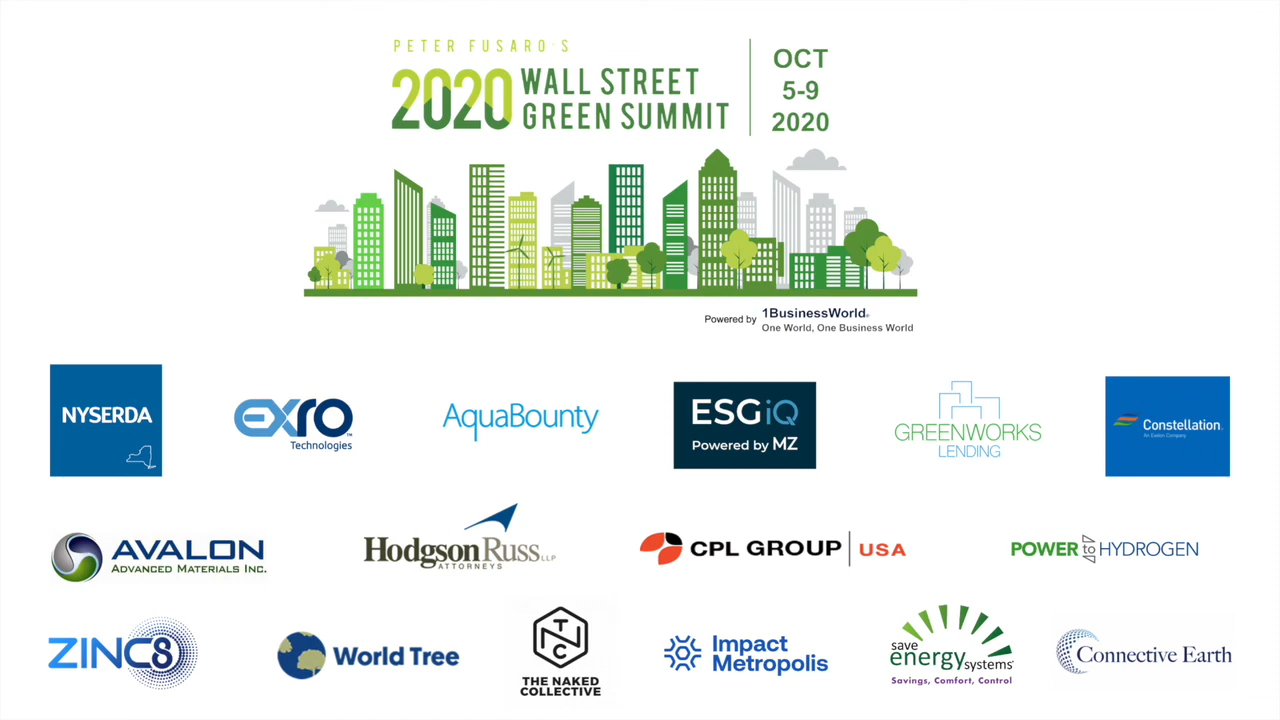 PETER FUSARO'S
2020 WALL STREET
GREEN SUMMIT
OCT
5-9
2020
Powered by 1BusinessWorld®
One World, One Business World
NYSERDA
EXRO™
Technologies
AquaBounty
ESGiQ
Powered by MZ
GREENWORKS
LENDING
Constellation
An Exelon Company
AVALON
ADVANCED MATERIALS INC.
HodgsonRuss LLP
ATTORNEYS
CPL GROUP USA
POWER HYDROGEN
ZINC8
World Tree
TNC
THE NAKED
COLLECTIVE
Impact
Metropolis
save
energy systems
Savings, Comfort, Control
Connective Earth